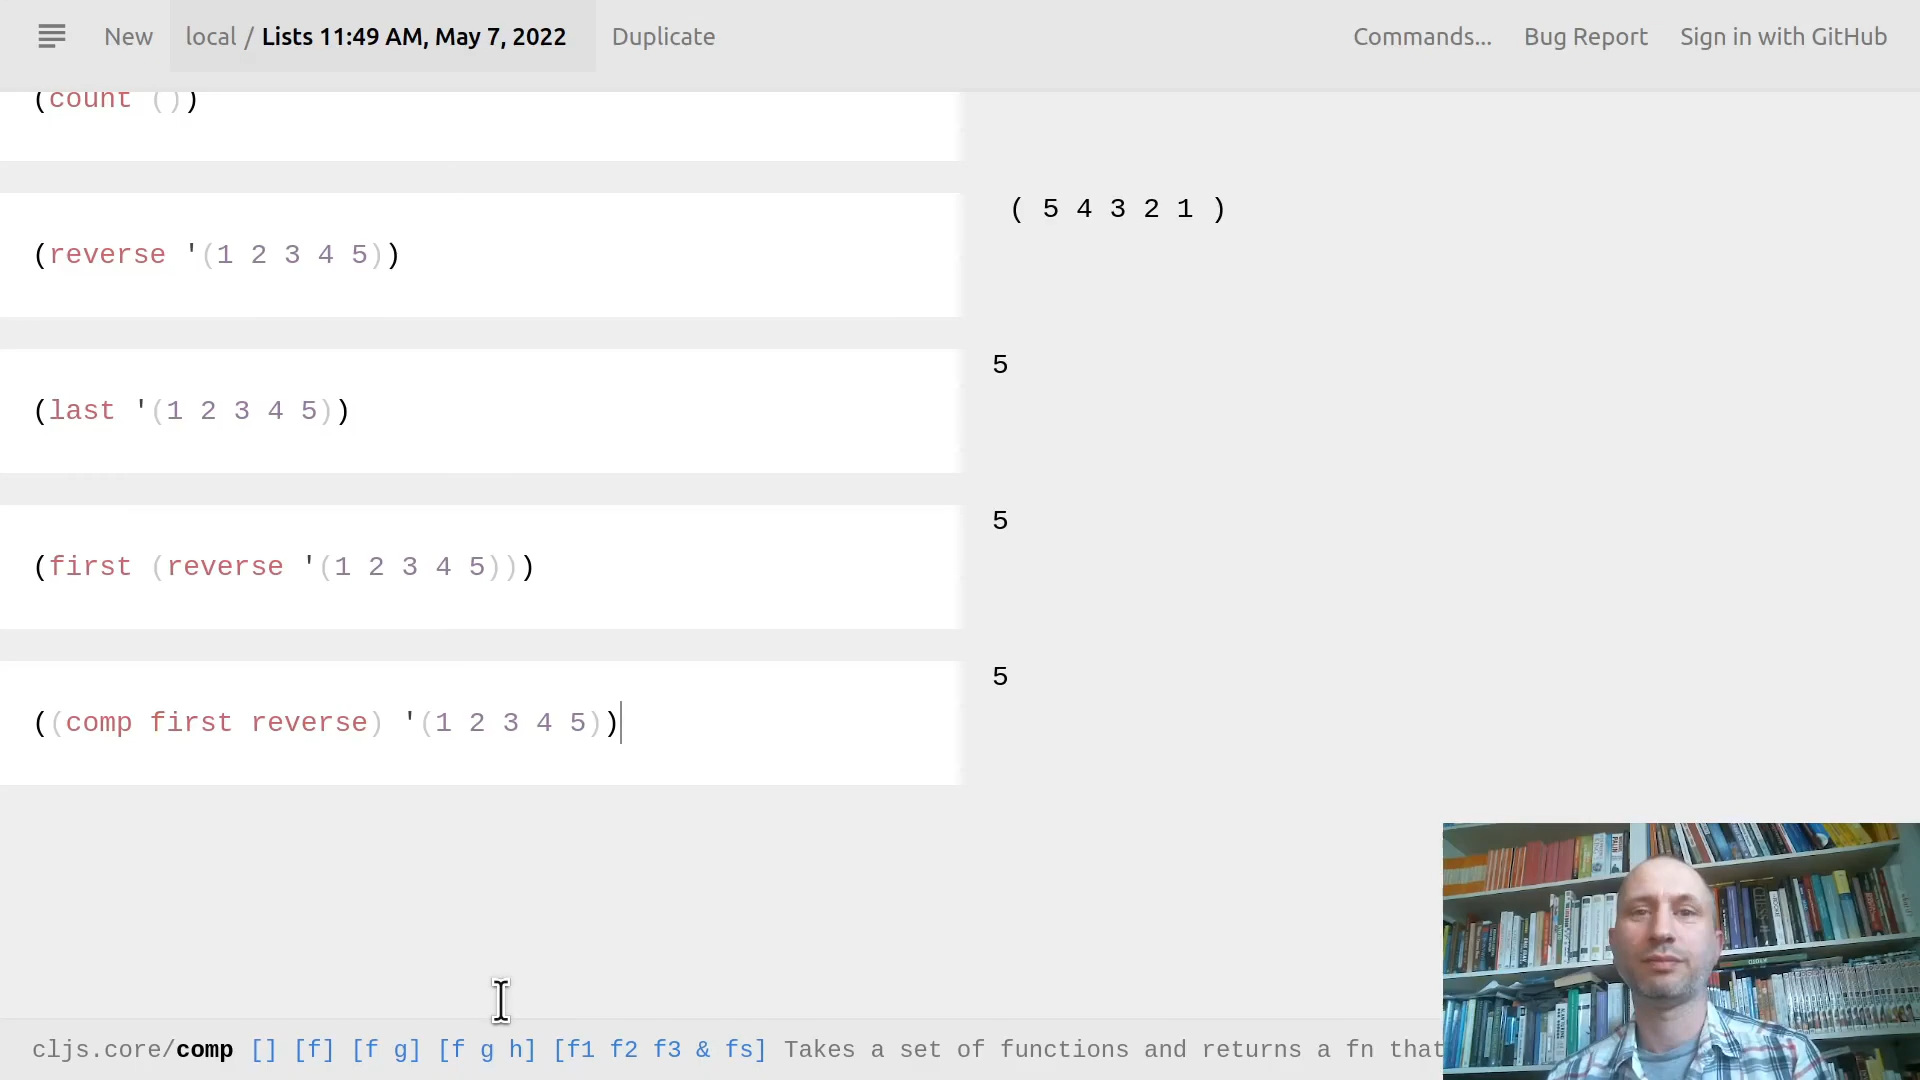 New local / Lists 11:49 AM, May 7, 2022 Duplicate Commands... Bug Report Sign in with GitHub
(count ())
( 5 4 3 2 1 )
(reverse '(1 2 3 4 5))
5
(last '(1 2 3 4 5))
5
(first (reverse '(1 2 3 4 5)))
5
((comp first reverse) '(1 2 3 4 5))
cljs.core/comp [] [f] [f g] [f g h] [f1 f2 f3 & fs] Takes a set of functions and returns a fn that